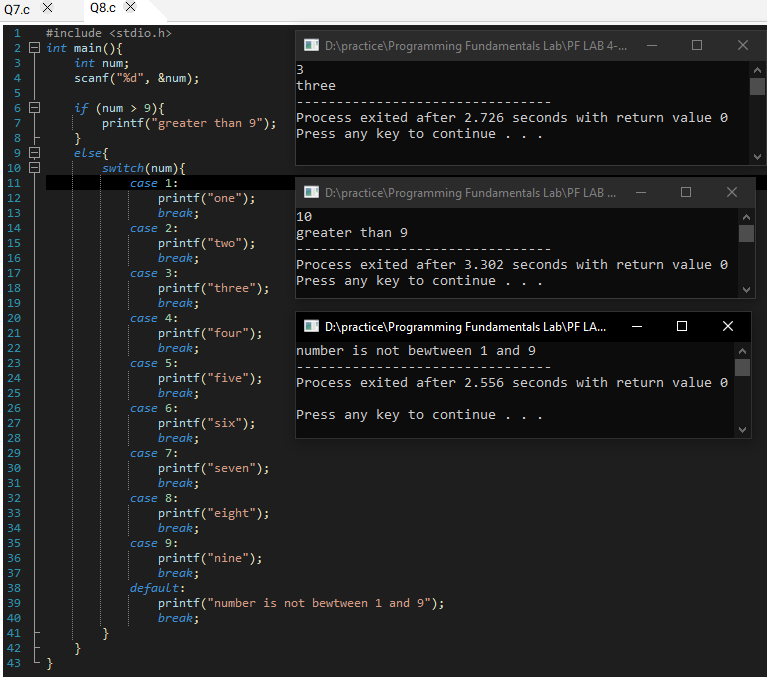 Q7.c
Q8.c
1 #include <stdio.h>
2 int main(){
3 int num;
4 scanf("%d", &num);
5
6 if (num > 9){
7 printf("greater than 9");
8 }
9 else{
10 switch(num){
11 case 1:
12 printf("one");
13 break;
14 case 2:
15 printf("two");
16 break;
17 case 3:
18 printf("three");
19 break;
20 case 4:
21 printf("four");
22 break;
23 case 5:
24 printf("five");
25 break;
26 case 6:
27 printf("six");
28 break;
29 case 7:
30 printf("seven");
31 break;
32 case 8:
33 printf("eight");
34 break;
35 case 9:
36 printf("nine");
37 break;
38 default:
39 printf("number is not bewtween 1 and 9");
40 break;
41 }
42 }
43 }
D:\practice\Programming Fundamentals Lab\PF LAB 4-...
3
three
--------------------------------
Process exited after 2.726 seconds with return value 0
Press any key to continue . . .
D:\practice\Programming Fundamentals Lab\PF LAB ...
10
greater than 9
--------------------------------
Process exited after 3.302 seconds with return value 0
Press any key to continue . . .
D:\practice\Programming Fundamentals Lab\PF LA...
number is not bewtween 1 and 9
--------------------------------
Process exited after 2.556 seconds with return value 0
Press any key to continue . . .